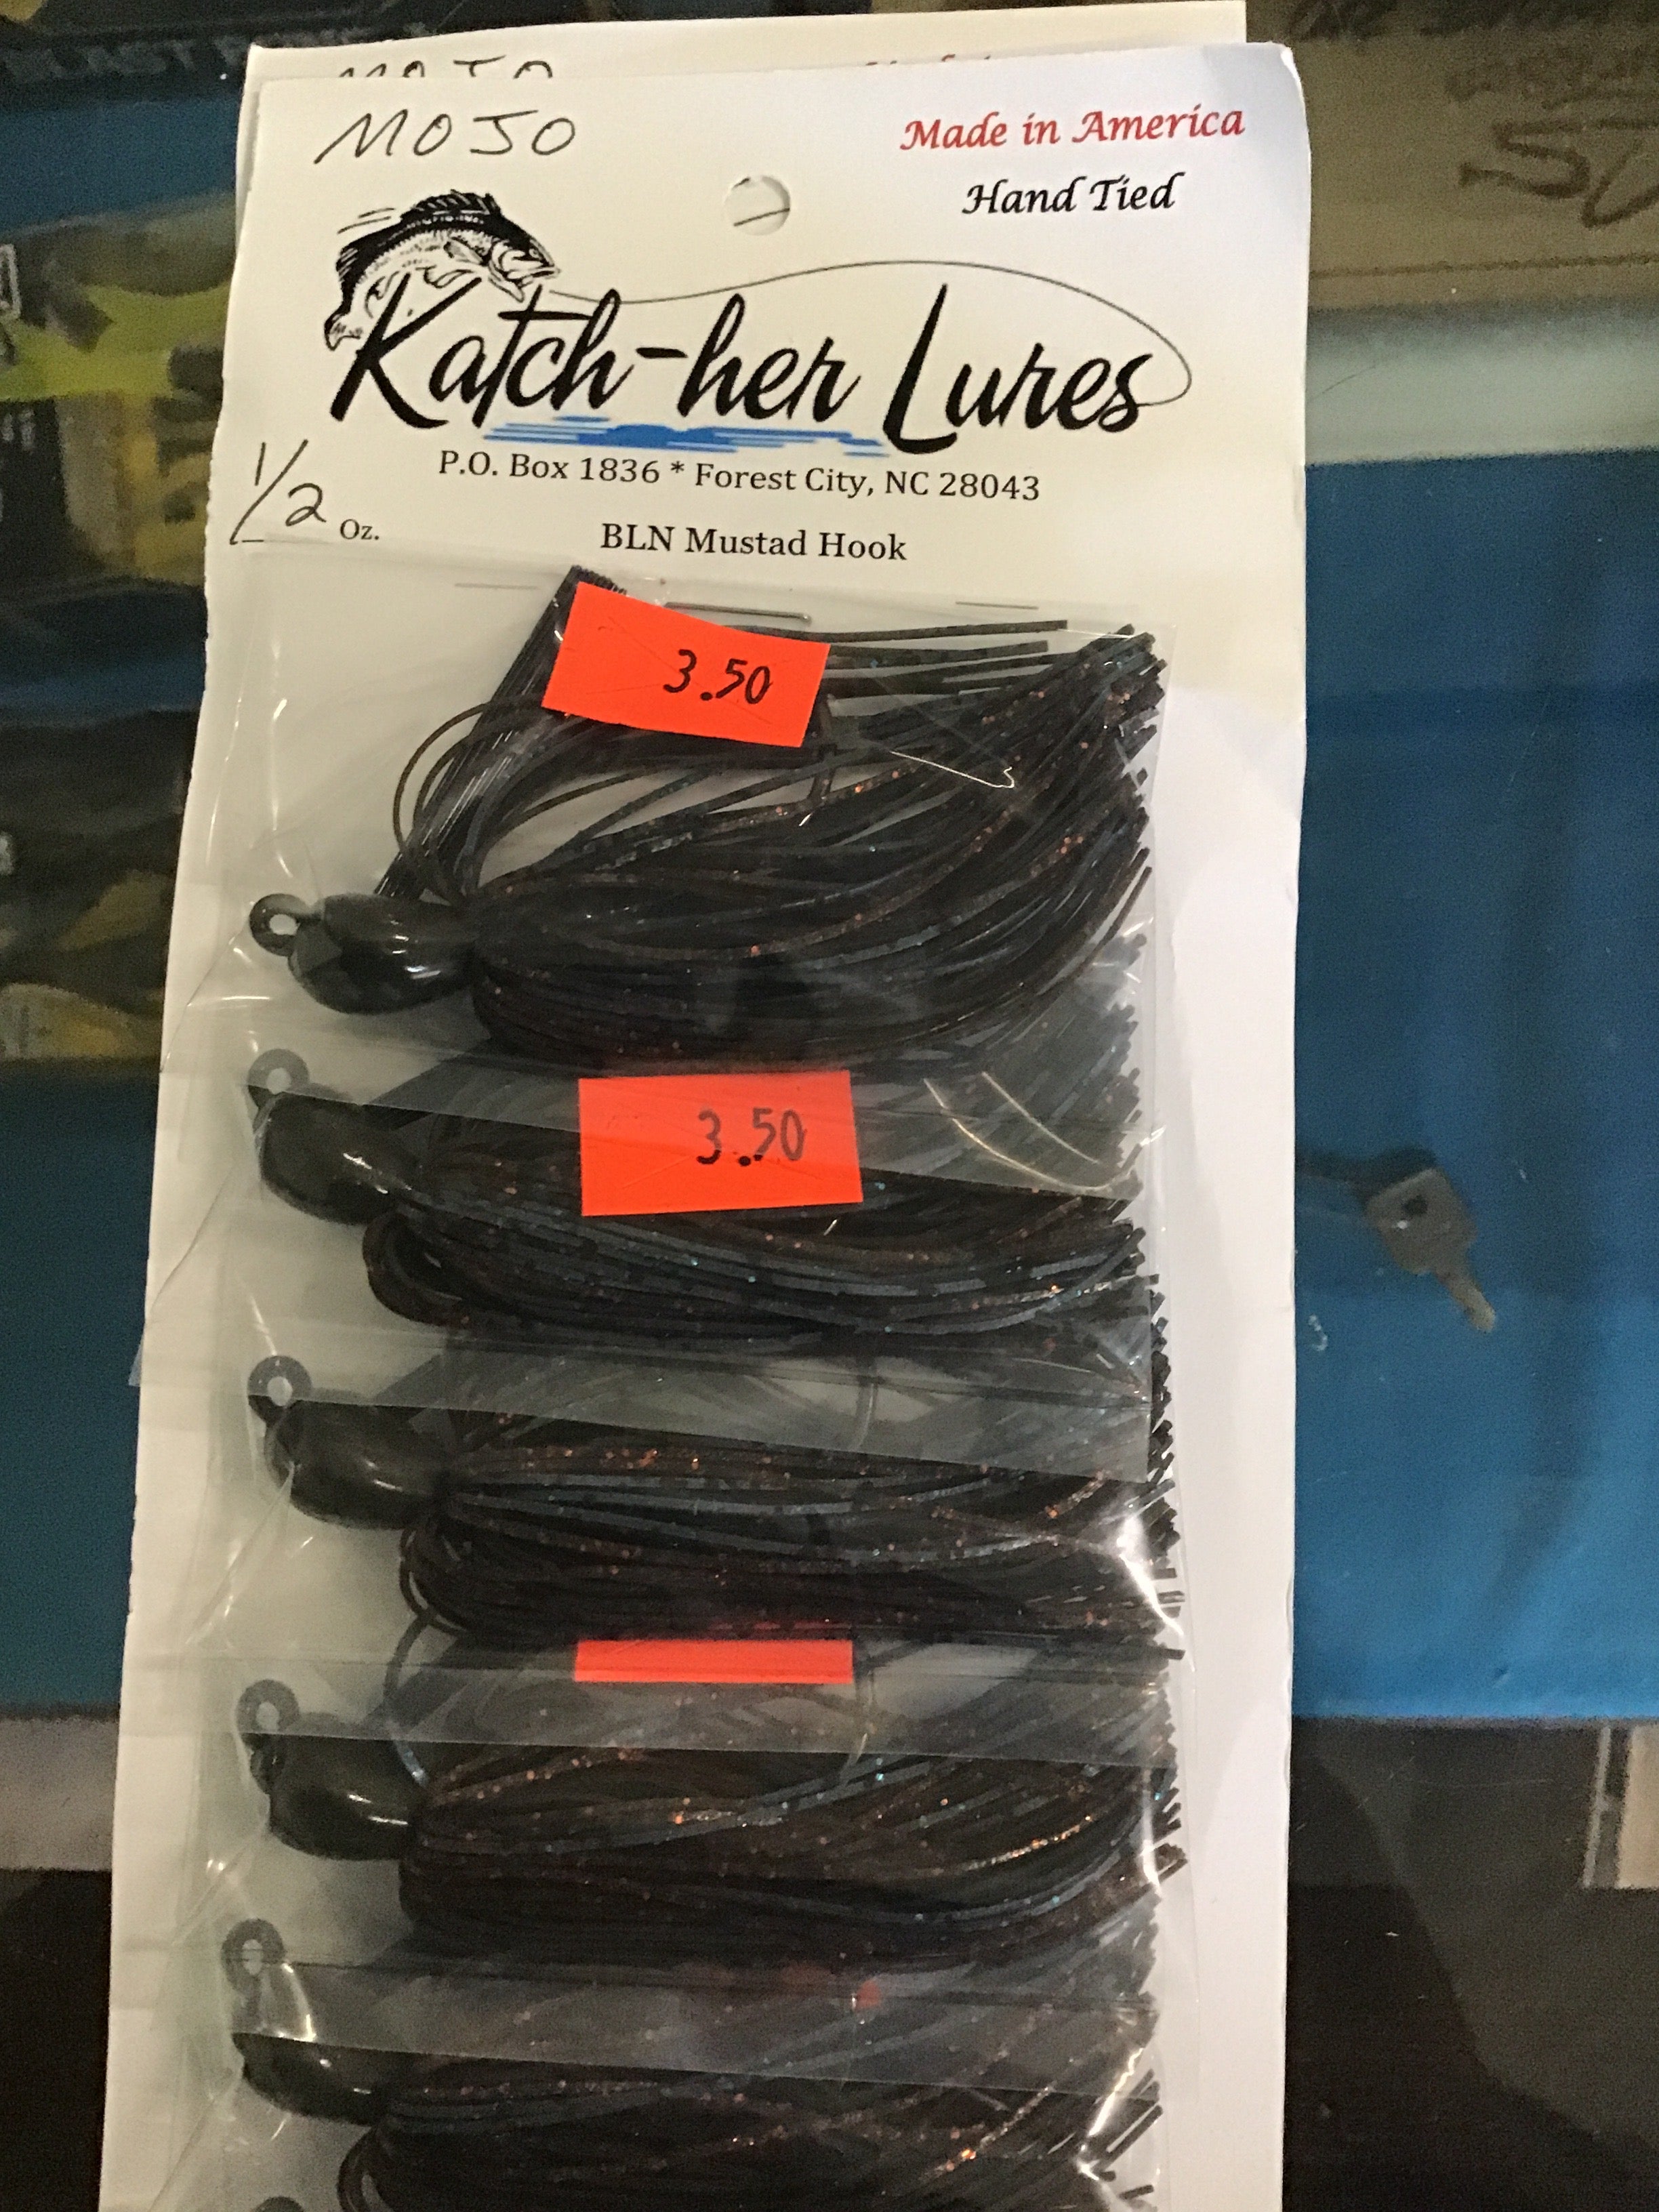 MOJO
MOJO
Made in America
Hand Tied
Katch-her Lures
P.O. Box 1836 * Forest City, NC 28043
1/2 Oz.
BLN Mustad Hook
3.50
3.50